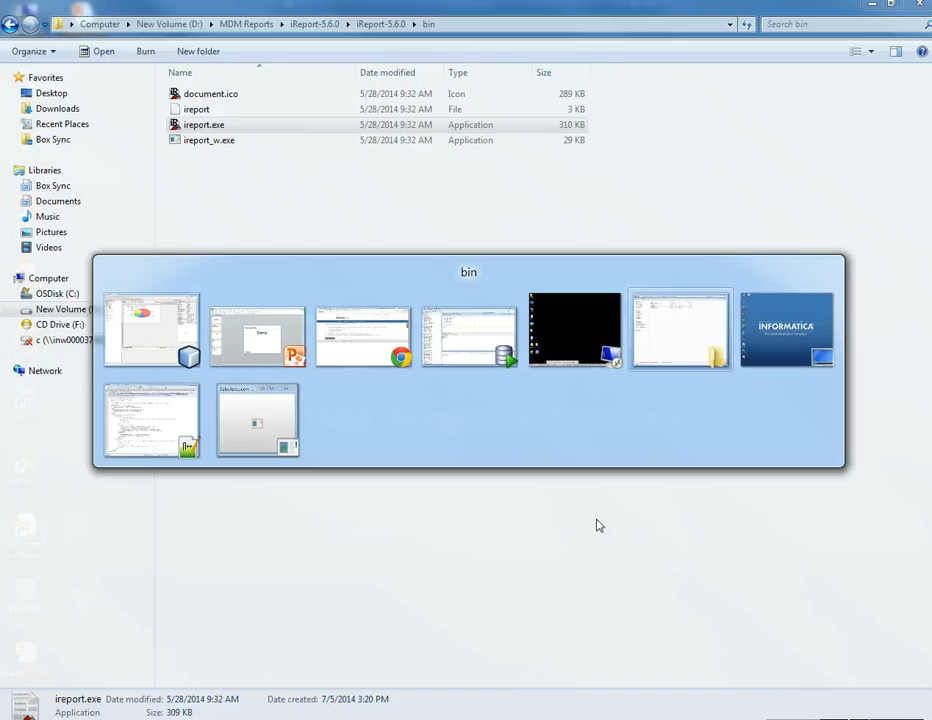 Computer ▸ New Volume (D:) ▸ MDM Reports ▸ iReport-5.6.0 ▸ iReport-5.6.0 ▸ bin
Search bin
Organize Open Burn New folder
Name Date modified Type Size
document.ico 5/28/2014 9:32 AM Icon 289 KB
ireport 5/28/2014 9:32 AM File 3 KB
ireport.exe 5/28/2014 9:32 AM Application 310 KB
ireport_w.exe 5/28/2014 9:32 AM Application 29 KB
Favorites
Desktop
Downloads
Recent Places
Box Sync
Libraries
Box Sync
Documents
Music
Pictures
Videos
Computer
OSDisk (C:)
New Volume (
CD Drive (F:)
c (\\inw000037
Network
bin
Demo
INFORMATICA
ireport.exe Date modified: 5/28/2014 9:32 AM Date created: 7/5/2014 3:20 PM
Application Size: 309 KB